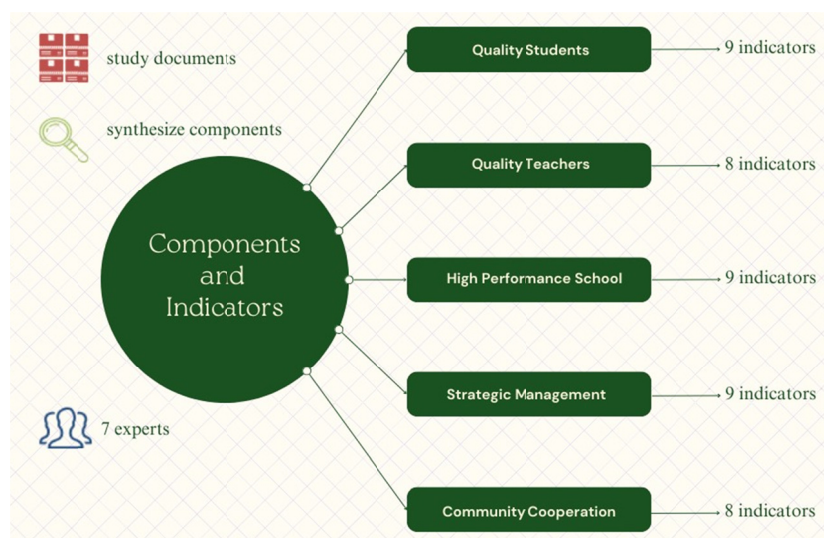 study documents
synthesize components
Components
and
Indicators
7 experts
Quality Students
9 indicators
Quality Teachers
8 indicators
High Performance School
9 indicators
Strategic Management
9 indicators
Community Cooperation
8 indicators